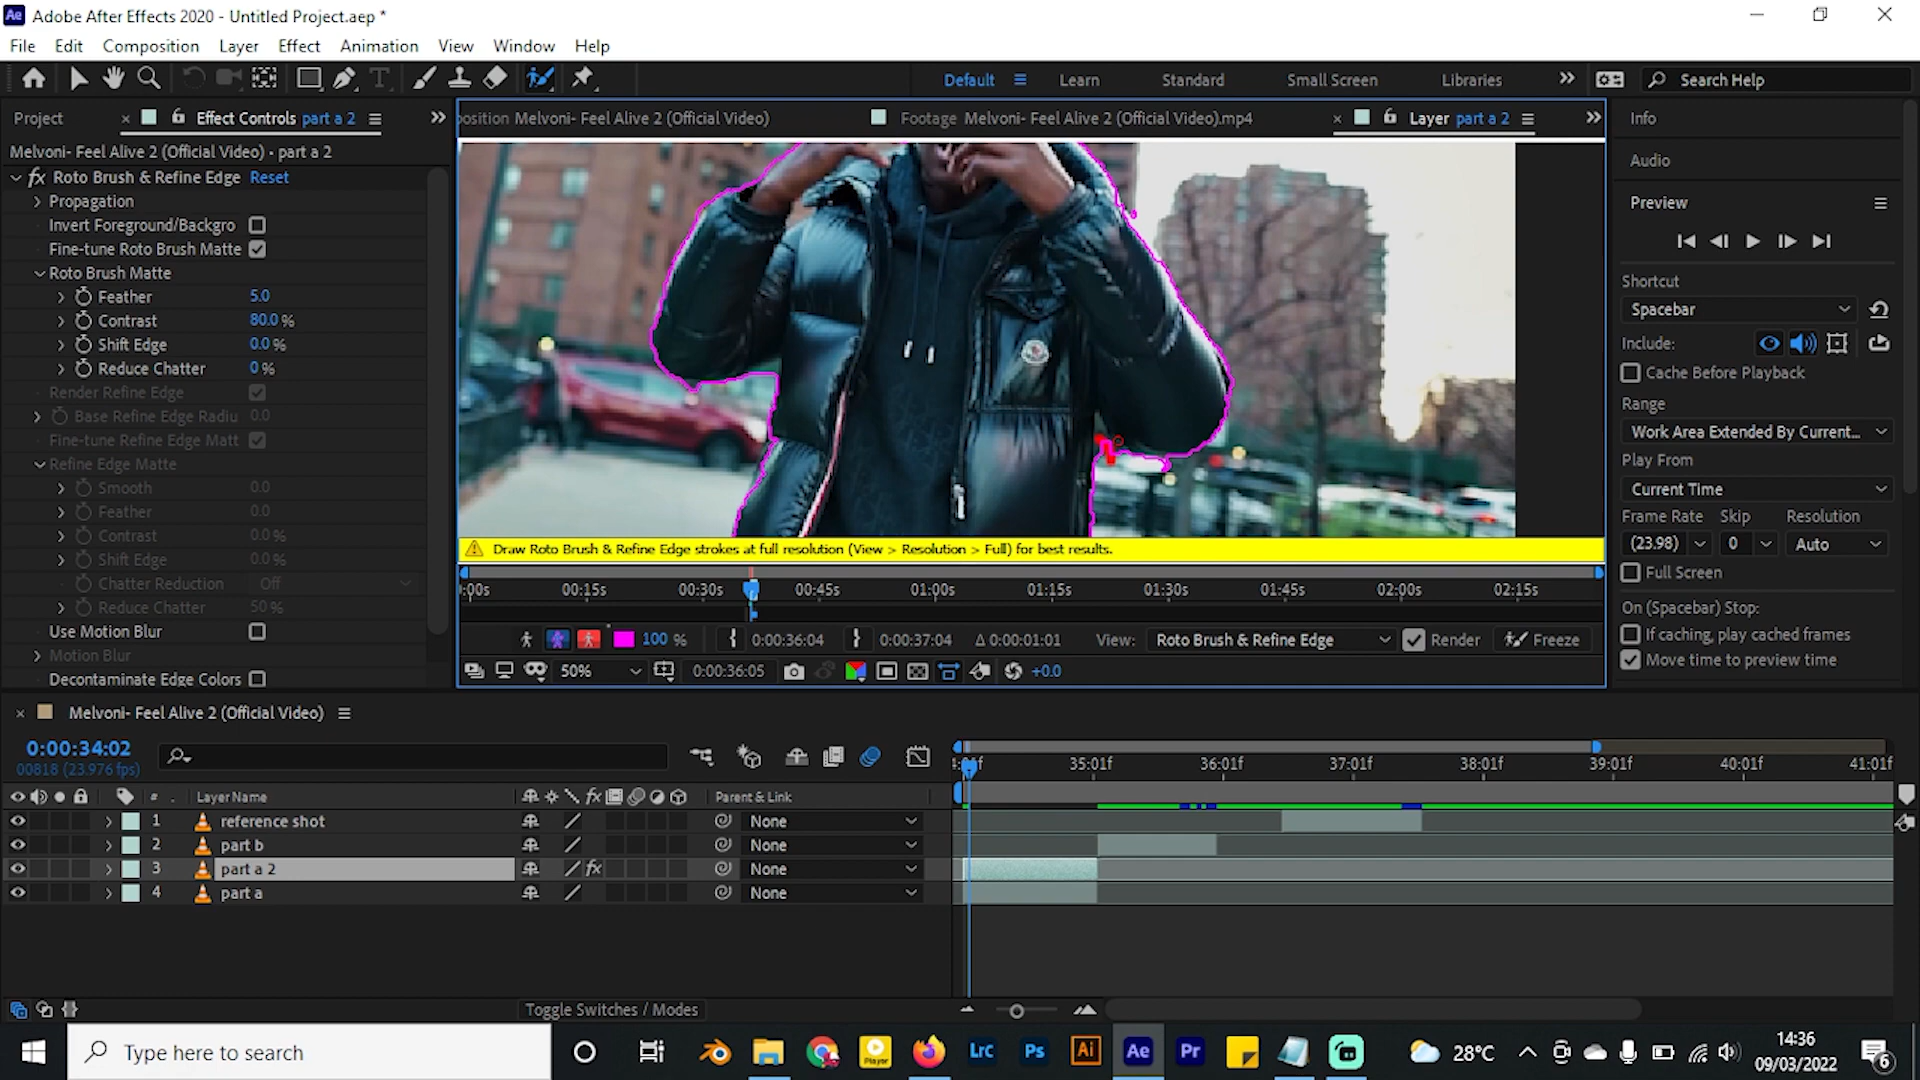 Ae Adobe After Effects 2020 - Untitled Project.aep *
File Edit Composition Layer Effect Animation View Window Help
Default Learn Standard Small Screen Libraries Search Help
Project Effect Controls part a 2
Melvoni- Feel Alive 2 (Official Video) • part a 2
fx Roto Brush & Refine Edge Reset
Propagation
Invert Foreground/Backgro
Fine-tune Roto Brush Matte
Roto Brush Matte
Feather 5.0
Contrast 80.0 %
Shift Edge 0.0 %
Reduce Chatter 0 %
Render Refine Edge
Base Refine Edge Radiu 0.0
Fine-tune Refine Edge Matt
Refine Edge Matte
Smooth 0.0
Feather 0.0
Contrast 0.0 %
Shift Edge 0.0 %
Chatter Reduction Off
Reduce Chatter 50 %
Use Motion Blur
Motion Blur
Decontaminate Edge Colors
position Melvoni- Feel Alive 2 (Official Video) Footage Melvoni- Feel Alive 2 (Official Video).mp4 Layer part a 2
Draw Roto Brush & Refine Edge strokes at full resolution (View > Resolution > Full) for best results.
:00s 00:15s 00:30s 00:45s 01:00s 01:15s 01:30s 01:45s 02:00s 02:15s
100 % 0:00:36:04 0:00:37:04 Δ 0:00:01:01 View: Roto Brush & Refine Edge Render Freeze
50% 0:00:36:05 +0.0
Info
Audio
Preview
Shortcut
Spacebar
Include:
Cache Before Playback
Range
Work Area Extended By Current...
Play From
Current Time
Frame Rate Skip Resolution
(23.98) 0 Auto
Full Screen
On (Spacebar) Stop:
If caching, play cached frames
Move time to preview time
Melvoni- Feel Alive 2 (Official Video)
0:00:34:02
00818 (23.976 fps)
35:01f 36:01f 37:01f 38:01f 39:01f 40:01f 41:01f
# . Layer Name fx Parent & Link
1 reference shot None
2 part b None
3 part a 2 fx None
4 part a None
Toggle Switches / Modes
Type here to search
Player Lrc Ps Ai Ae Pr
28°C
14:36
09/03/2022
6